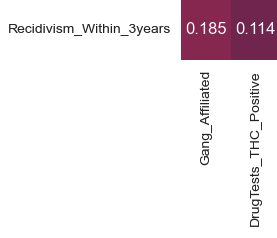 Recidivism_Within_3years 0.185 0.114
Gang_Affiliated
DrugTests_THC_Positive